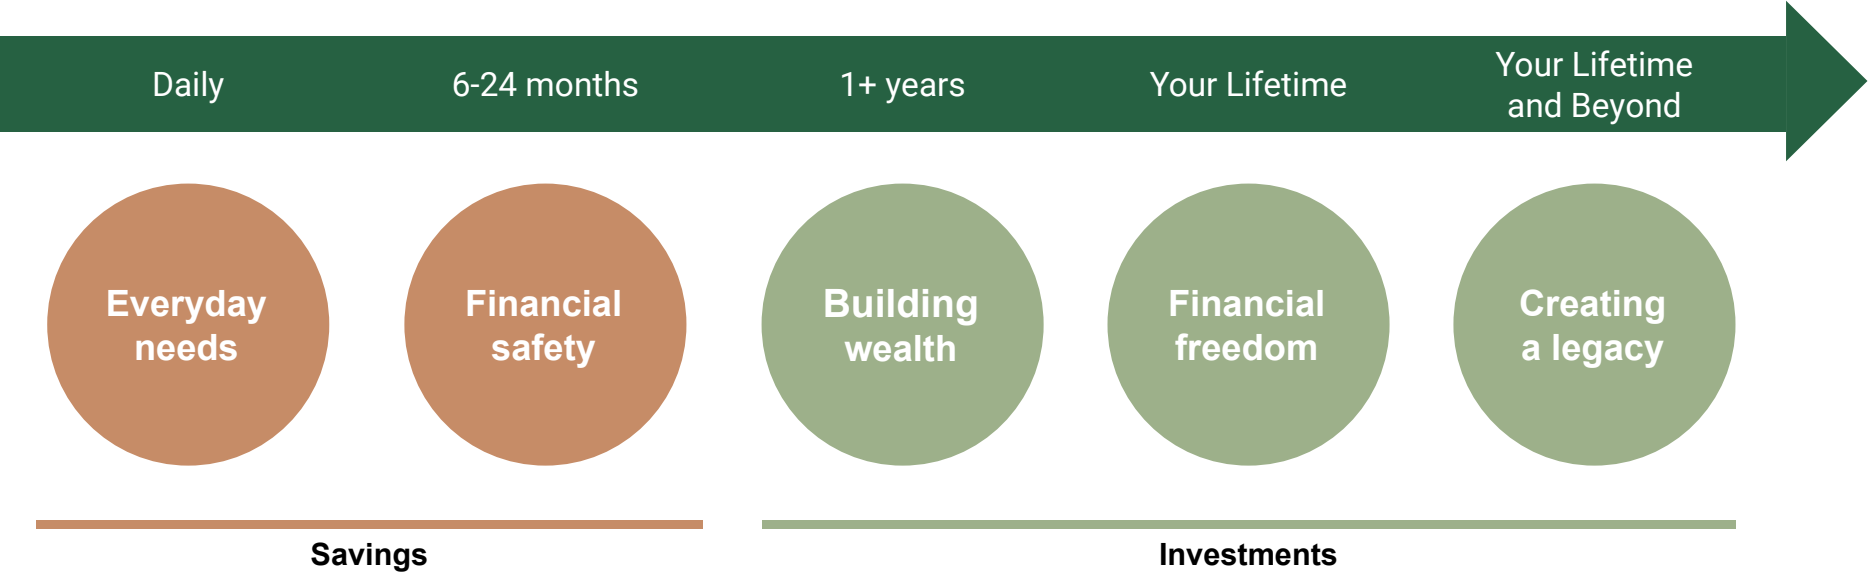 Daily
6-24 months
1+ years
Your Lifetime
Your Lifetime
and Beyond
Everyday
needs
Financial
safety
Building
wealth
Financial
freedom
Creating
a legacy
Savings
Investments